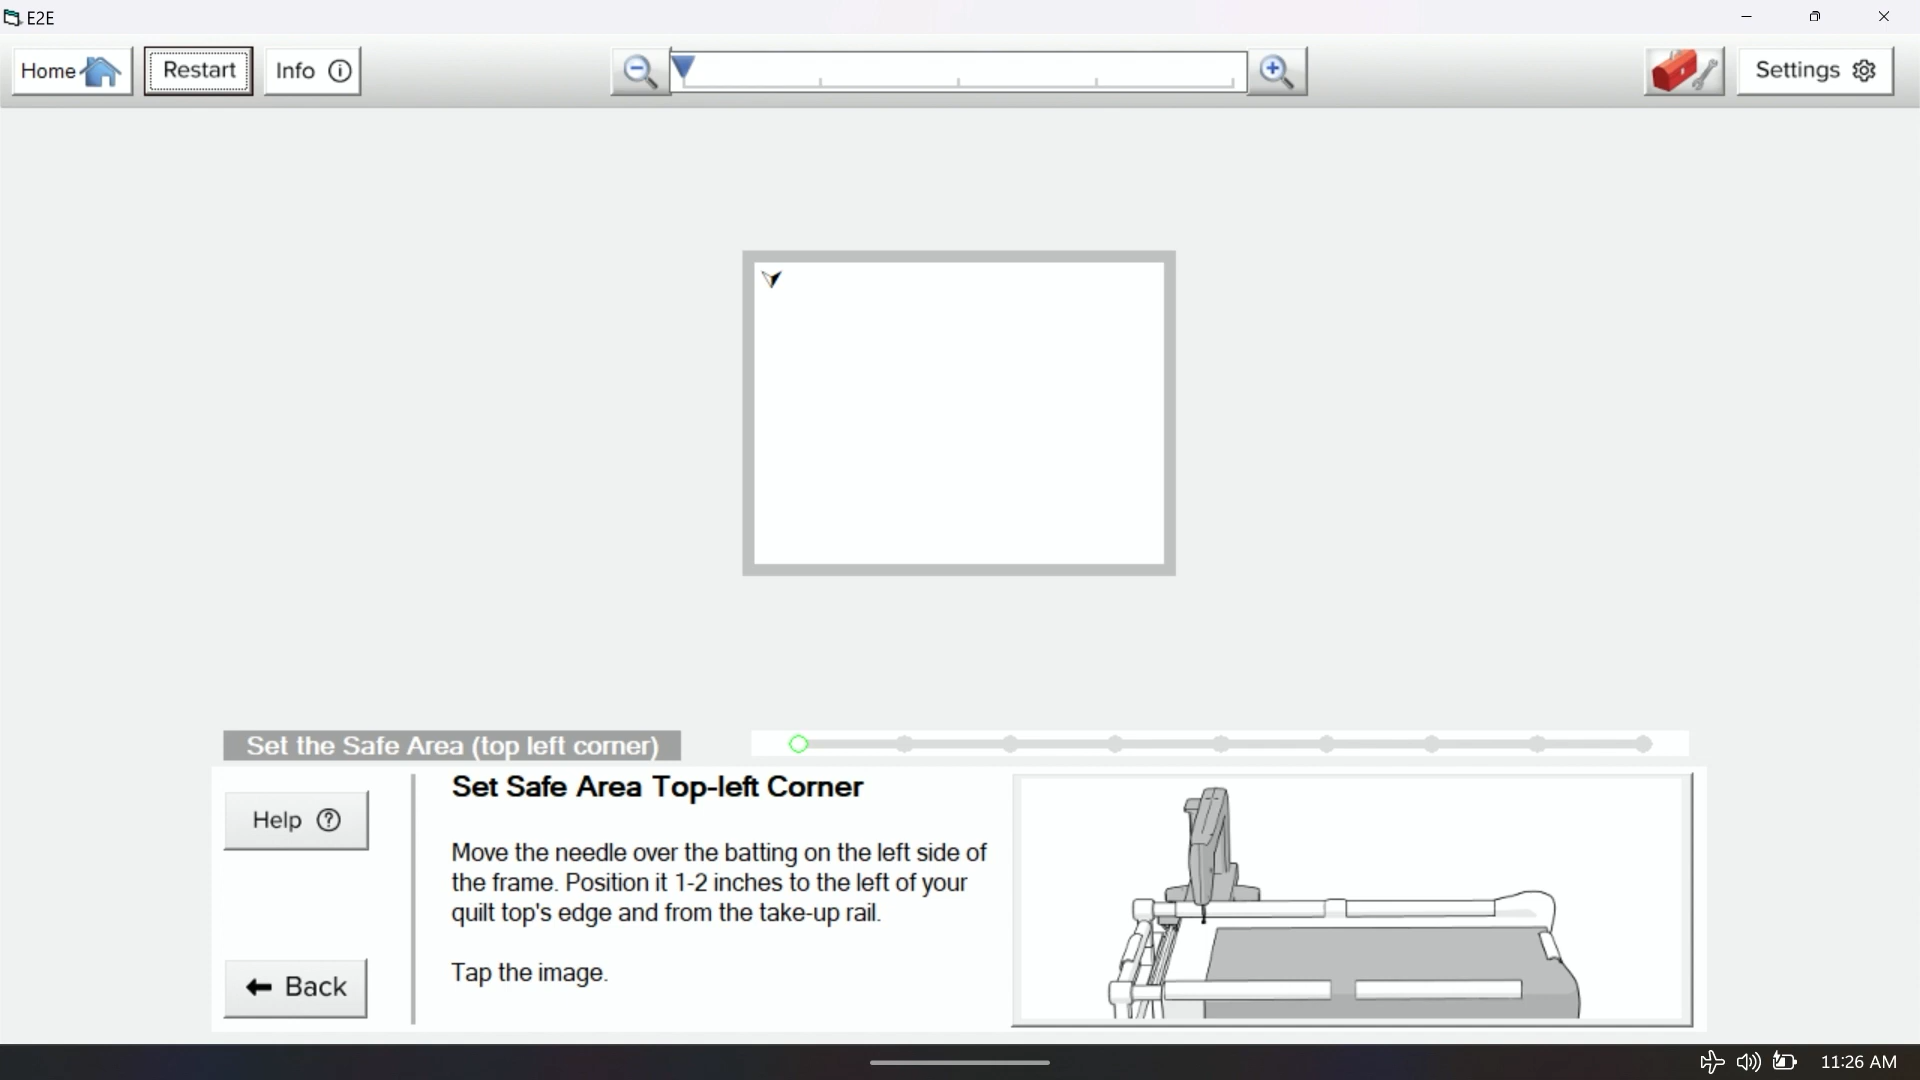 E2E
Home
Restart
Info
Settings
Set the Safe Area (top left corner)
Help
Back
Set Safe Area Top-left Corner
Move the needle over the batting on the left side of
the frame. Position it 1-2 inches to the left of your
quilt top's edge and from the take-up rail.
Tap the image.
11:26 AM